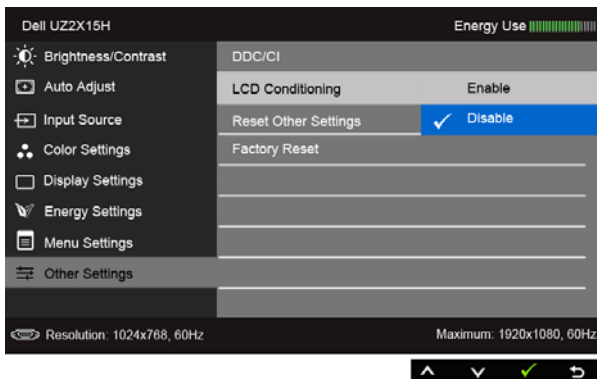 Dell UZ2X15H Energy Use
Brightness/Contrast DDC/CI
Auto Adjust LCD Conditioning Enable
Input Source Reset Other Settings Disable
Color Settings Factory Reset
Display Settings
Energy Settings
Menu Settings
Other Settings
Resolution: 1024x768, 60Hz Maximum: 1920x1080, 60Hz